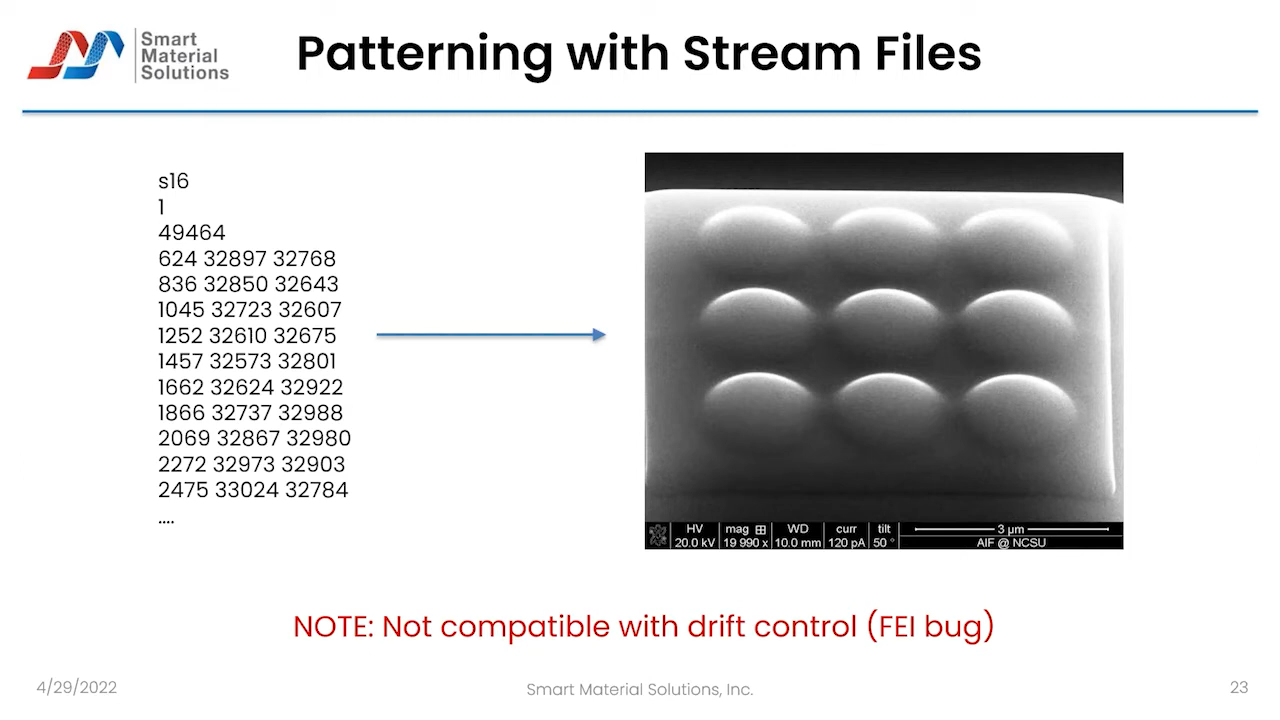 Smart
Material
Solutions
Patterning with Stream Files
s16
1
49464
624 32897 32768
836 32850 32643
1045 32723 32607
1252 32610 32675
1457 32573 32801
1662 32624 32922
1866 32737 32988
2069 32867 32980
2272 32973 32903
2475 33024 32784
....
HV mag WD curr tilt 3 µm
20.0 kV 19 990 x 10.0 mm 120 pA 50 ° AIF @ NCSU
NOTE: Not compatible with drift control (FEI bug)
4/29/2022 Smart Material Solutions, Inc. 23